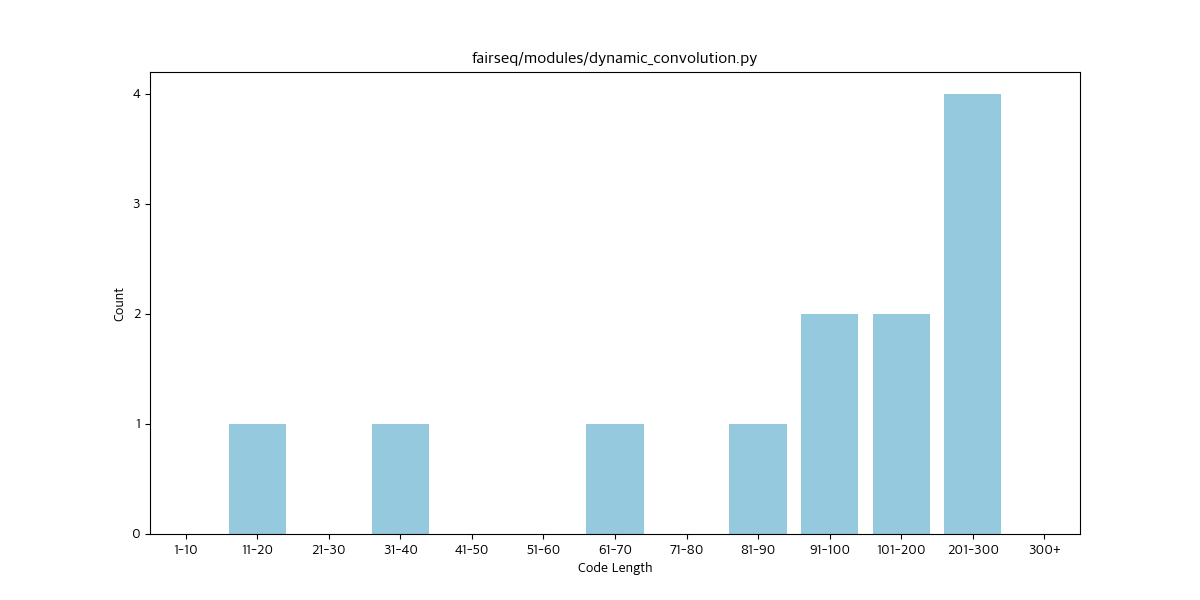 fairseq/modules/dynamic_convolution.py
4
3
2
1
0
Count
1-10 11-20 21-30 31-40 41-50 51-60 61-70 71-80 81-90 91-100 101-200 201-300 300+
Code Length